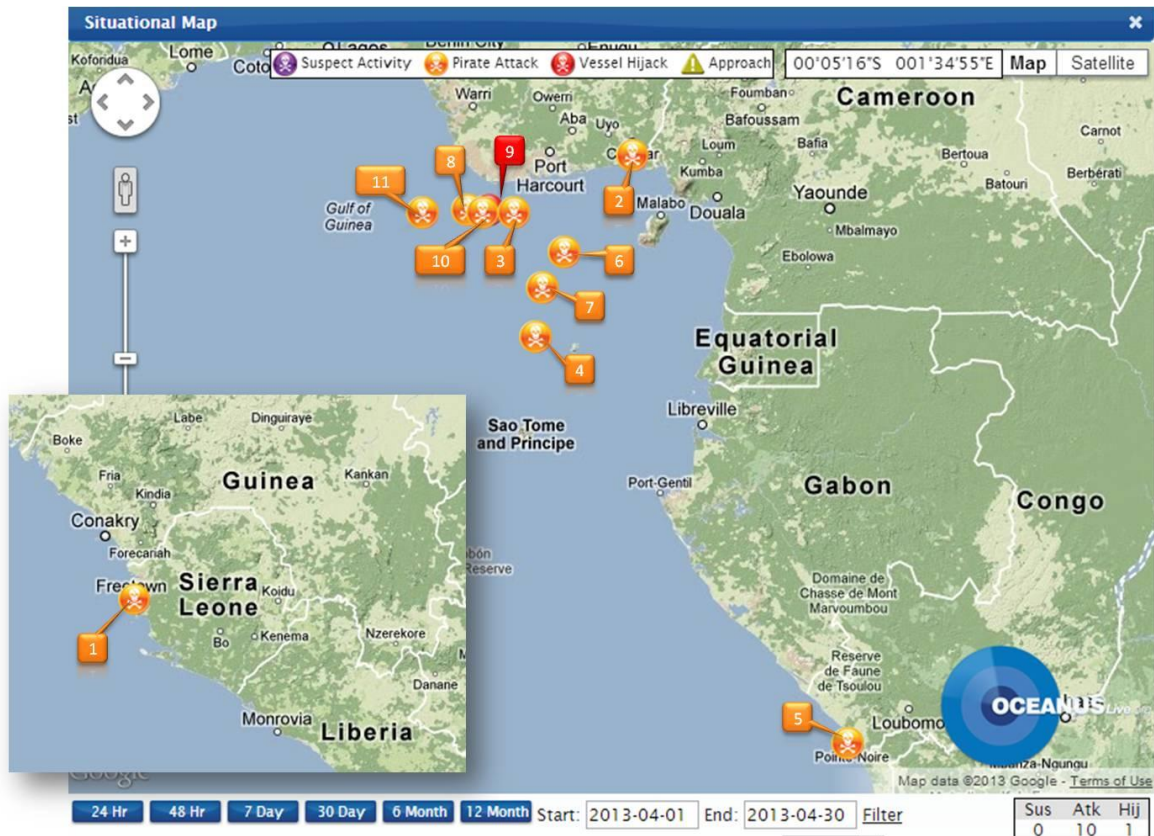 Situational Map
Suspect Activity Pirate Attack Vessel Hijack Approach
00°05'16"S 001°34'55"E Map Satellite
Koforidua
Lome
Lagos
Benin City
Enugu
Warri
Owerri
Aba
Uyo
Port
Harcourt
Foumban
Bafoussam
Cameroon
Loum
Kumba
Bafia
Bertoua
Carnot
Batouri
Berbérati
Yaounde
Malabo
Douala
Mbalmayo
Ebolowa
Gulf of
Guinea
11
8
9
2
10
3
6
7
4
Equatorial
Guinea
Libreville
Sao Tome
and Principe
Port-Gentil
Gabon
Congo
Domaine de
Chasse de Mont
Marvoumbou
Reserve
de Faune
de Tsoulou
5
Loubomo
Pointe-Noire
OCEANUS Live.org
Labe
Dinguiraye
Boke
Fria
Guinea
Kankan
Kindia
Conakry
Forecariah
Freetown
Sierra
Leone
Koidu
1
Bo
Kenema
Nzerekore
Danane
Monrovia
Liberia
Google
Map data ©2013 Google - Terms of Use
24 Hr 48 Hr 7 Day 30 Day 6 Month 12 Month Start: 2013-04-01 End: 2013-04-30 Filter
Sus Atk Hij
0 10 1